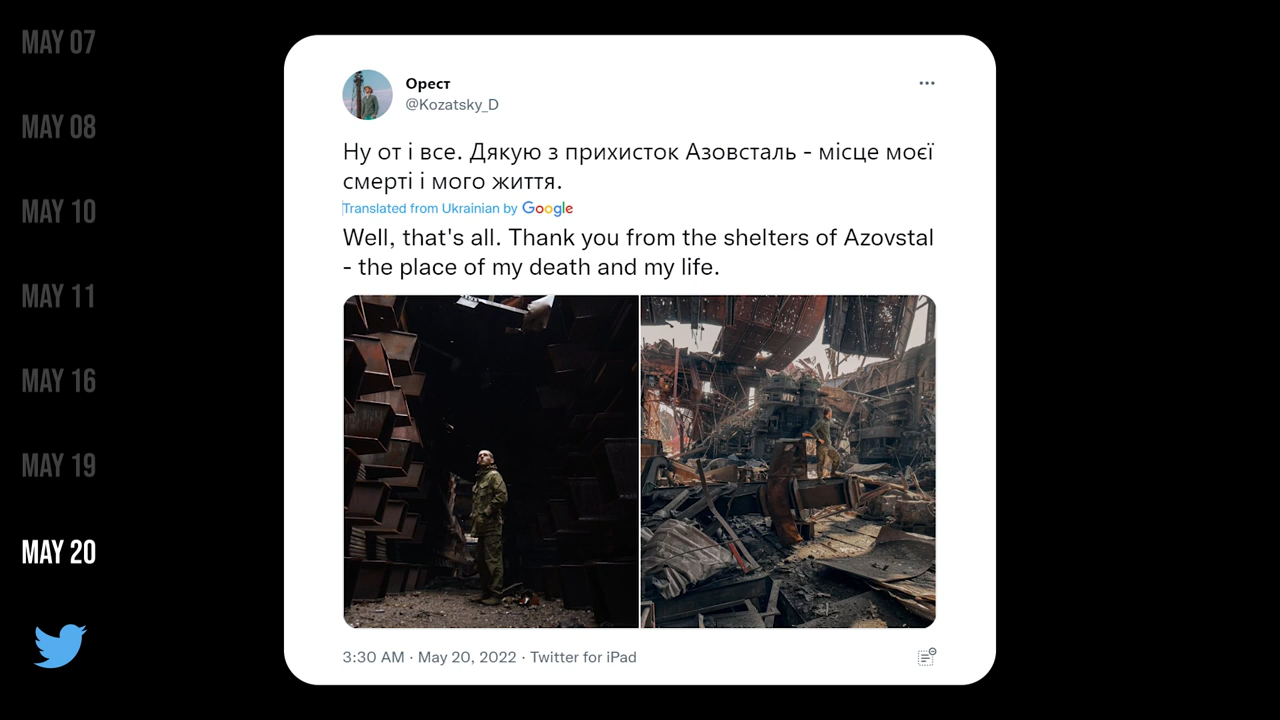 MAY 07
MAY 08
MAY 10
MAY 11
MAY 16
MAY 19
MAY 20
Орест
@Kozatsky_D
Ну от і все. Дякую з прихисток Азовсталь - місце моєї
смерті і мого життя.
Translated from Ukrainian by Google
Well, that's all. Thank you from the shelters of Azovstal
- the place of my death and my life.
3:30 AM · May 20, 2022 · Twitter for iPad